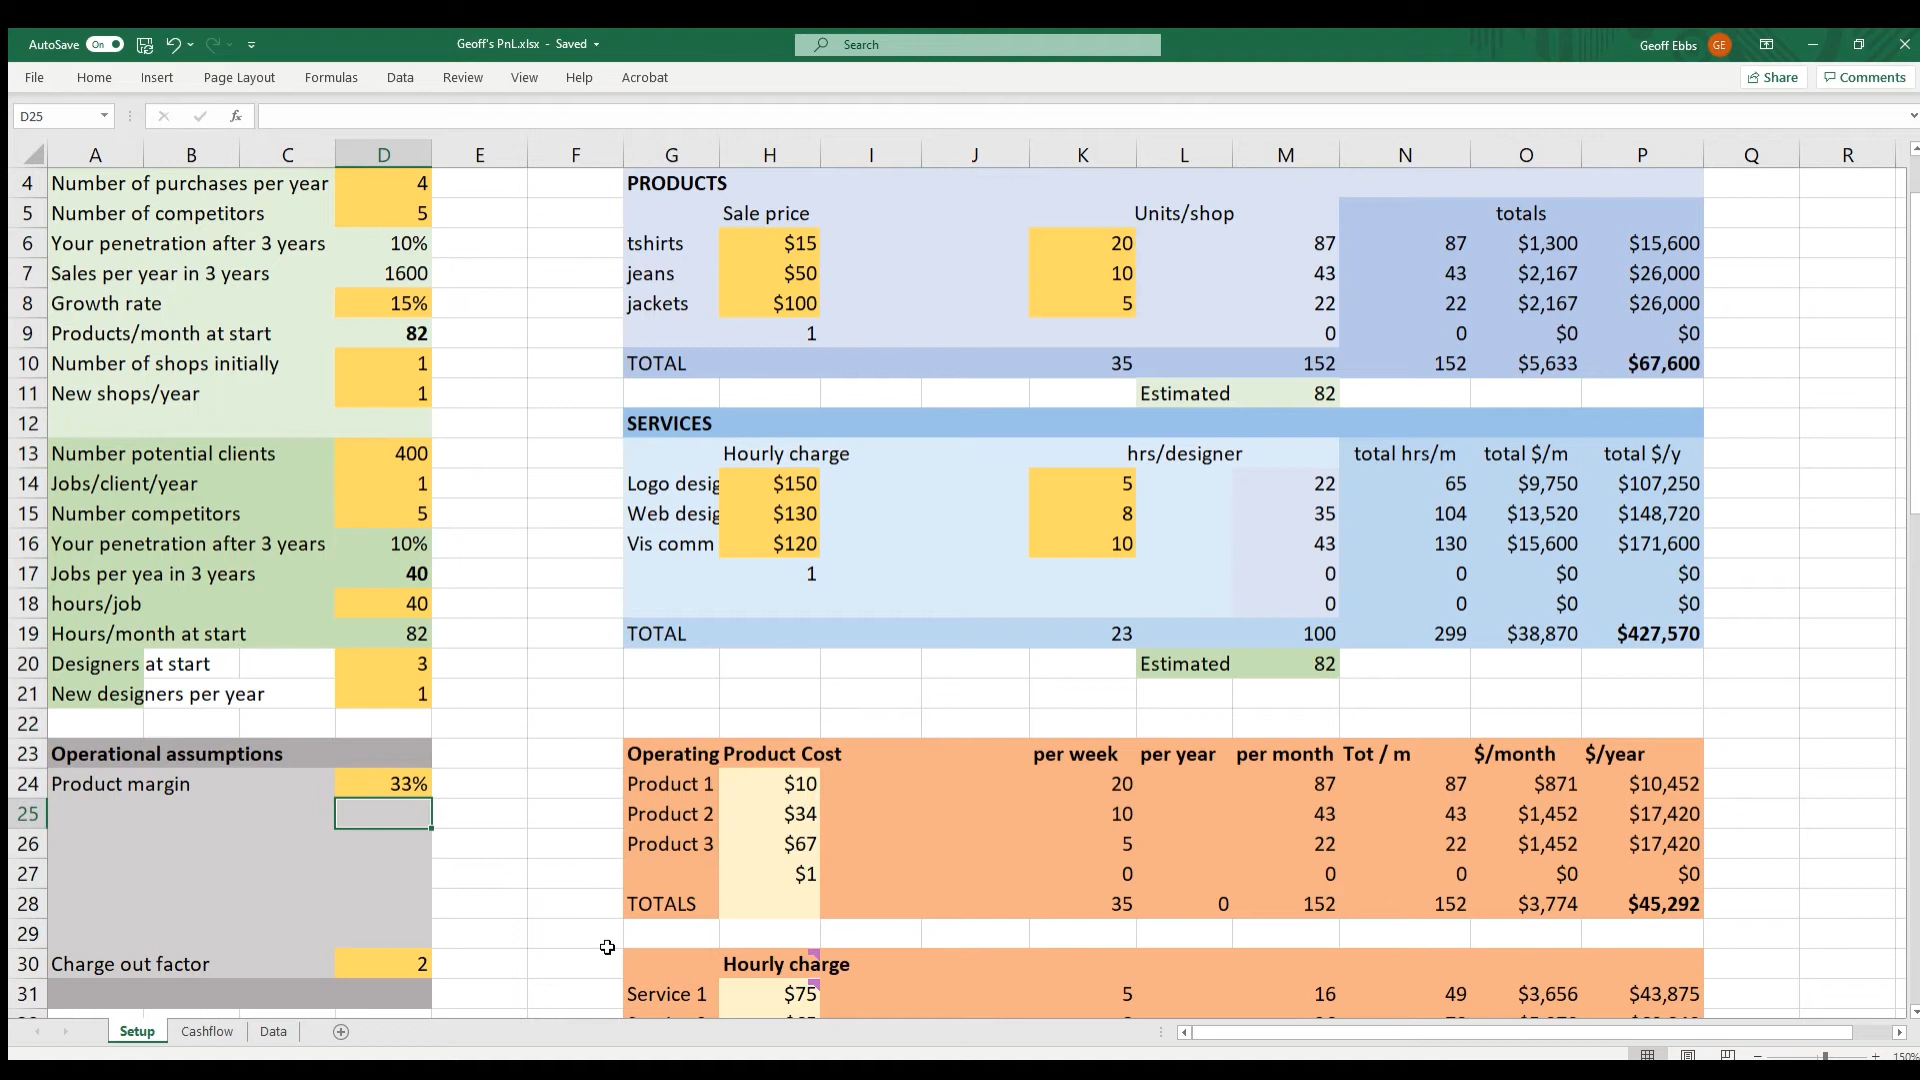 AutoSave On Geoff's PnL.xlsx - Saved Search Geoff Ebbs GE
File Home Insert Page Layout Formulas Data Review View Help Acrobat Share Comments
D25 fx
A B C D E F G H I J K L M N O P Q R
4 Number of purchases per year 4 PRODUCTS
5 Number of competitors 5 Sale price Units/shop totals
6 Your penetration after 3 years 10% tshirts $15 20 87 87 $1,300 $15,600
7 Sales per year in 3 years 1600 jeans $50 10 43 43 $2,167 $26,000
8 Growth rate 15% jackets $100 5 22 22 $2,167 $26,000
9 Products/month at start 82 1 0 0 $0 $0
10 Number of shops initially 1 TOTAL 35 152 152 $5,633 $67,600
11 New shops/year 1 Estimated 82
12 SERVICES
13 Number potential clients 400 Hourly charge hrs/designer total hrs/m total $/m total $/y
14 Jobs/client/year 1 Logo desig $150 5 22 65 $9,750 $107,250
15 Number competitors 5 Web desig $130 8 35 104 $13,520 $148,720
16 Your penetration after 3 years 10% Vis comm $120 10 43 130 $15,600 $171,600
17 Jobs per yea in 3 years 40 1 0 0 $0 $0
18 hours/job 40 0 0 $0 $0
19 Hours/month at start 82 TOTAL 23 100 299 $38,870 $427,570
20 Designers at start 3 Estimated 82
21 New designers per year 1
22
23 Operational assumptions Operating Product Cost per week per year per month Tot / m $/month $/year
24 Product margin 33% Product 1 $10 20 87 87 $871 $10,452
25 Product 2 $34 10 43 43 $1,452 $17,420
26 Product 3 $67 5 22 22 $1,452 $17,420
27 $1 0 0 0 $0 $0
28 TOTALS 35 0 152 152 $3,774 $45,292
29
30 Charge out factor 2 Hourly charge
31 Service 1 $75 5 16 49 $3,656 $43,875
Setup Cashflow Data
150%